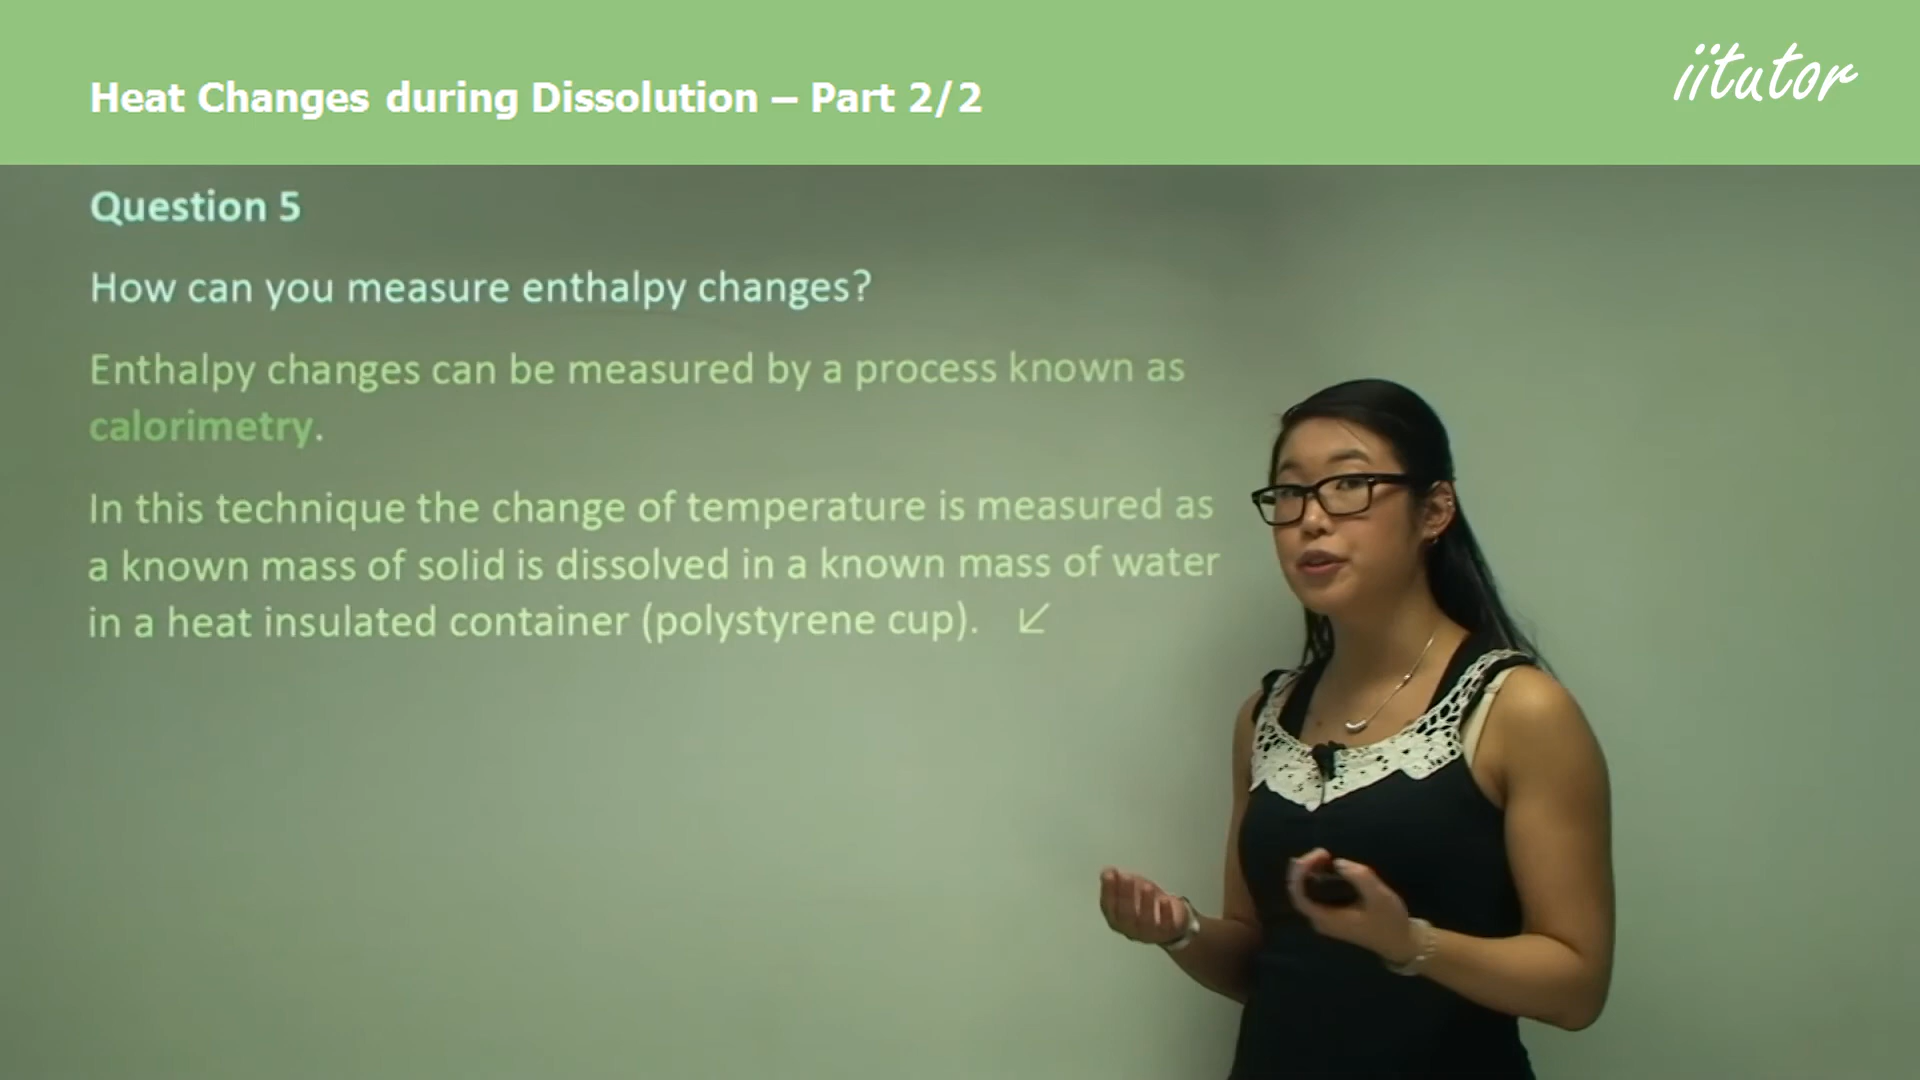 iitutor
Heat Changes during Dissolution – Part 2/2
Question 5
How can you measure enthalpy changes?
Enthalpy changes can be measured by a process known as
calorimetry.
In this technique the change of temperature is measured as
a known mass of solid is dissolved in a known mass of water
in a heat insulated container (polystyrene cup). ↙